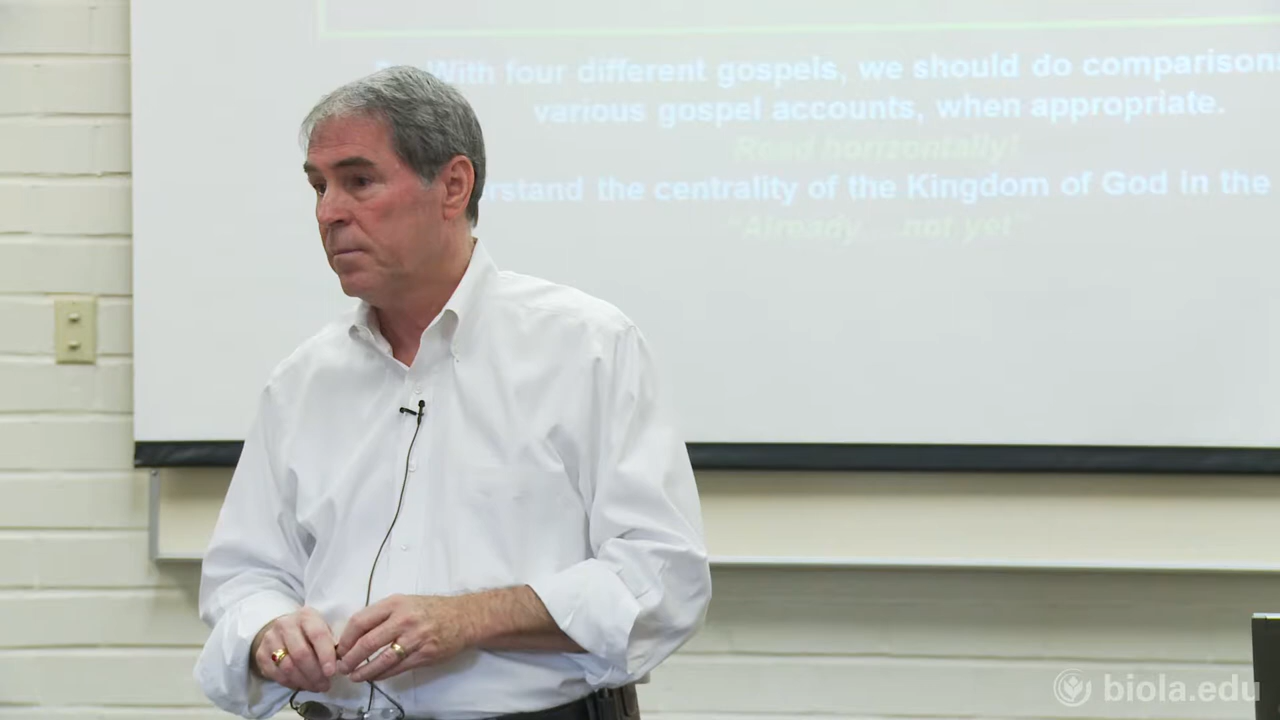 With four different gospels, we should do comparisons
various gospel accounts, when appropriate.
Read horizontally!
erstand the centrality of the Kingdom of God in the
"Already . . . not yet"
biola.edu